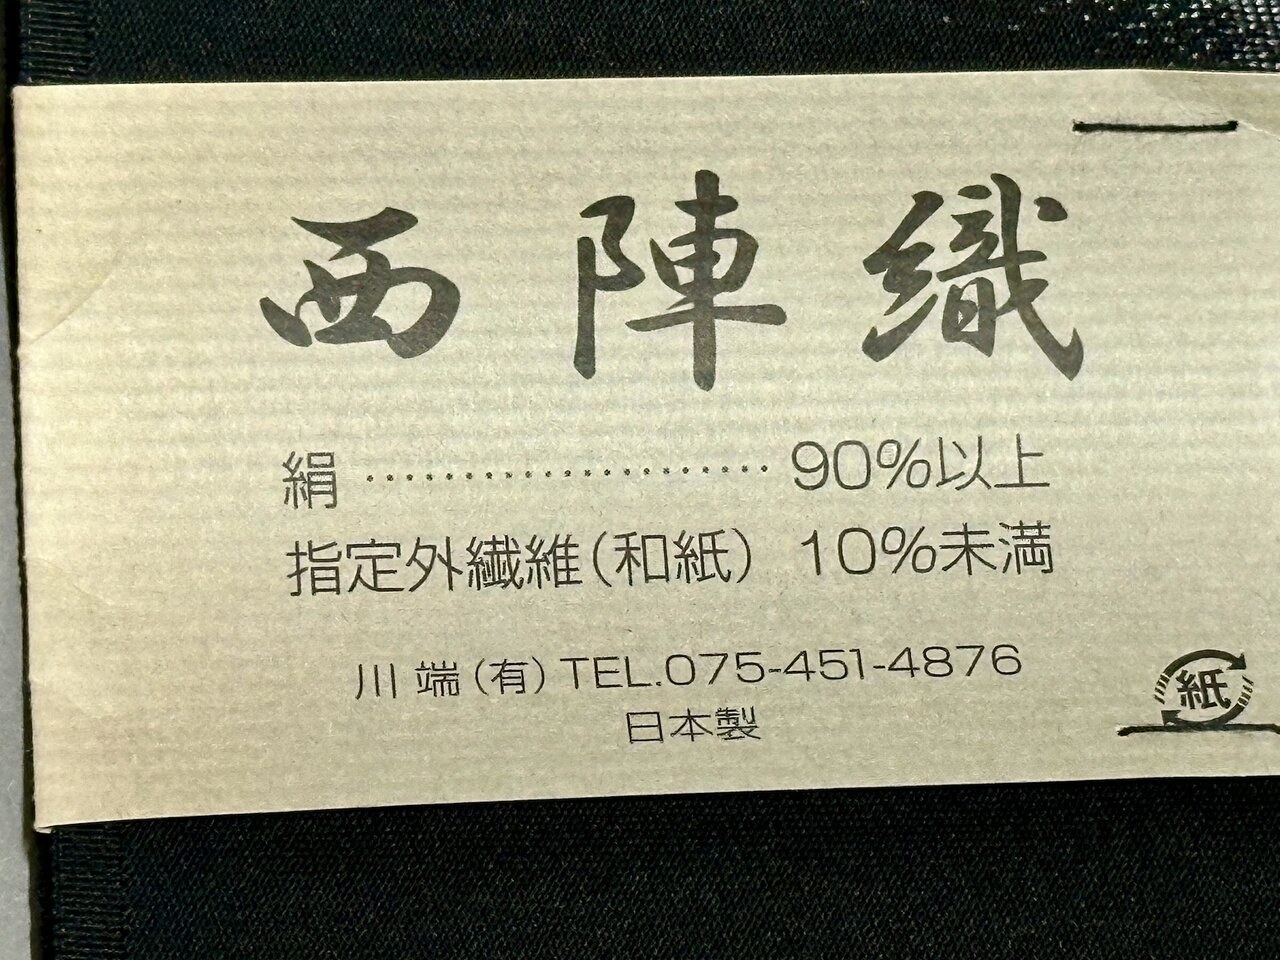 西陣織
絹 ………………………… 90%以上
指定外繊維(和紙) 10%未満
川端(有) TEL.075-451-4876
日本製
紙